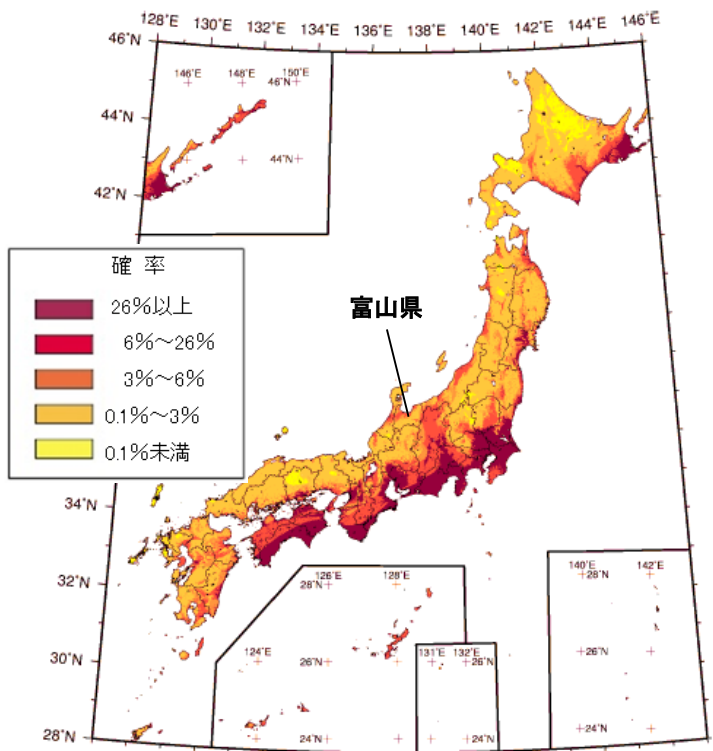 128°E 130°E 132°E 134°E 136°E 138°E 140°E 142°E 144°E 146°E
46°N
146°E 148°E 150°E
46°N
44°N
44°N
42°N
確 率
26%以上
6%～26%
3%～6%
0.1%～3%
0.1%未満
富山県
34°N
32°N
30°N
28°N
126°E 128°E
28°N
124°E
26°N
24°N
131°E 132°E
26°N
24°N
140°E 142°E
28°N
26°N
24°N